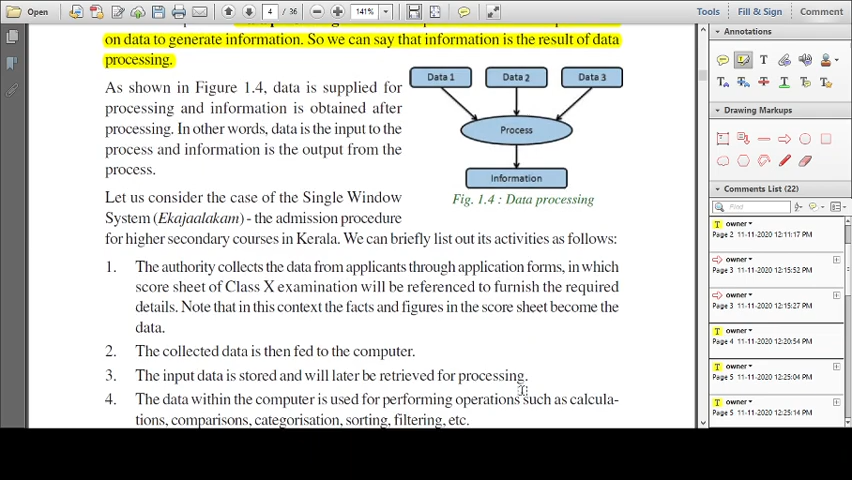 Open
4
/ 36
141%
Tools
Fill & Sign
Comment
on data to generate information. So we can say that information is the result of data
processing.
As shown in Figure 1.4, data is supplied for
processing and information is obtained after
processing. In other words, data is the input to the
process and information is the output from the
process.
Data 1
Data 2
Data 3
Process
Information
Fig. 1.4 : Data processing
Let us consider the case of the Single Window
System (Ekajaalakam) - the admission procedure
for higher secondary courses in Kerala. We can briefly list out its activities as follows:
1. The authority collects the data from applicants through application forms, in which
score sheet of Class X examination will be referenced to furnish the required
details. Note that in this context the facts and figures in the score sheet become the
data.
2. The collected data is then fed to the computer.
3. The input data is stored and will later be retrieved for processing.
4. The data within the computer is used for performing operations such as calcula-
tions, comparisons, categorisation, sorting, filtering, etc.
Annotations
Drawing Markups
Comments List (22)
Find
owner
Page 2 11-11-2020 12:11:17 PM
owner
Page 3 11-11-2020 12:15:52 PM
owner
Page 3 11-11-2020 12:15:27 PM
owner
Page 4 11-11-2020 12:20:54 PM
owner
Page 5 11-11-2020 12:25:04 PM
owner
Page 5 11-11-2020 12:25:14 PM